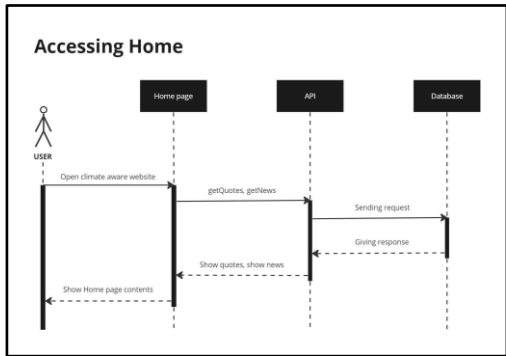 Accessing Home
Home page
API
Database
USER
Open climate aware website
getQuotes, getNews
Sending request
Giving response
Show quotes, show news
Show Home page contents